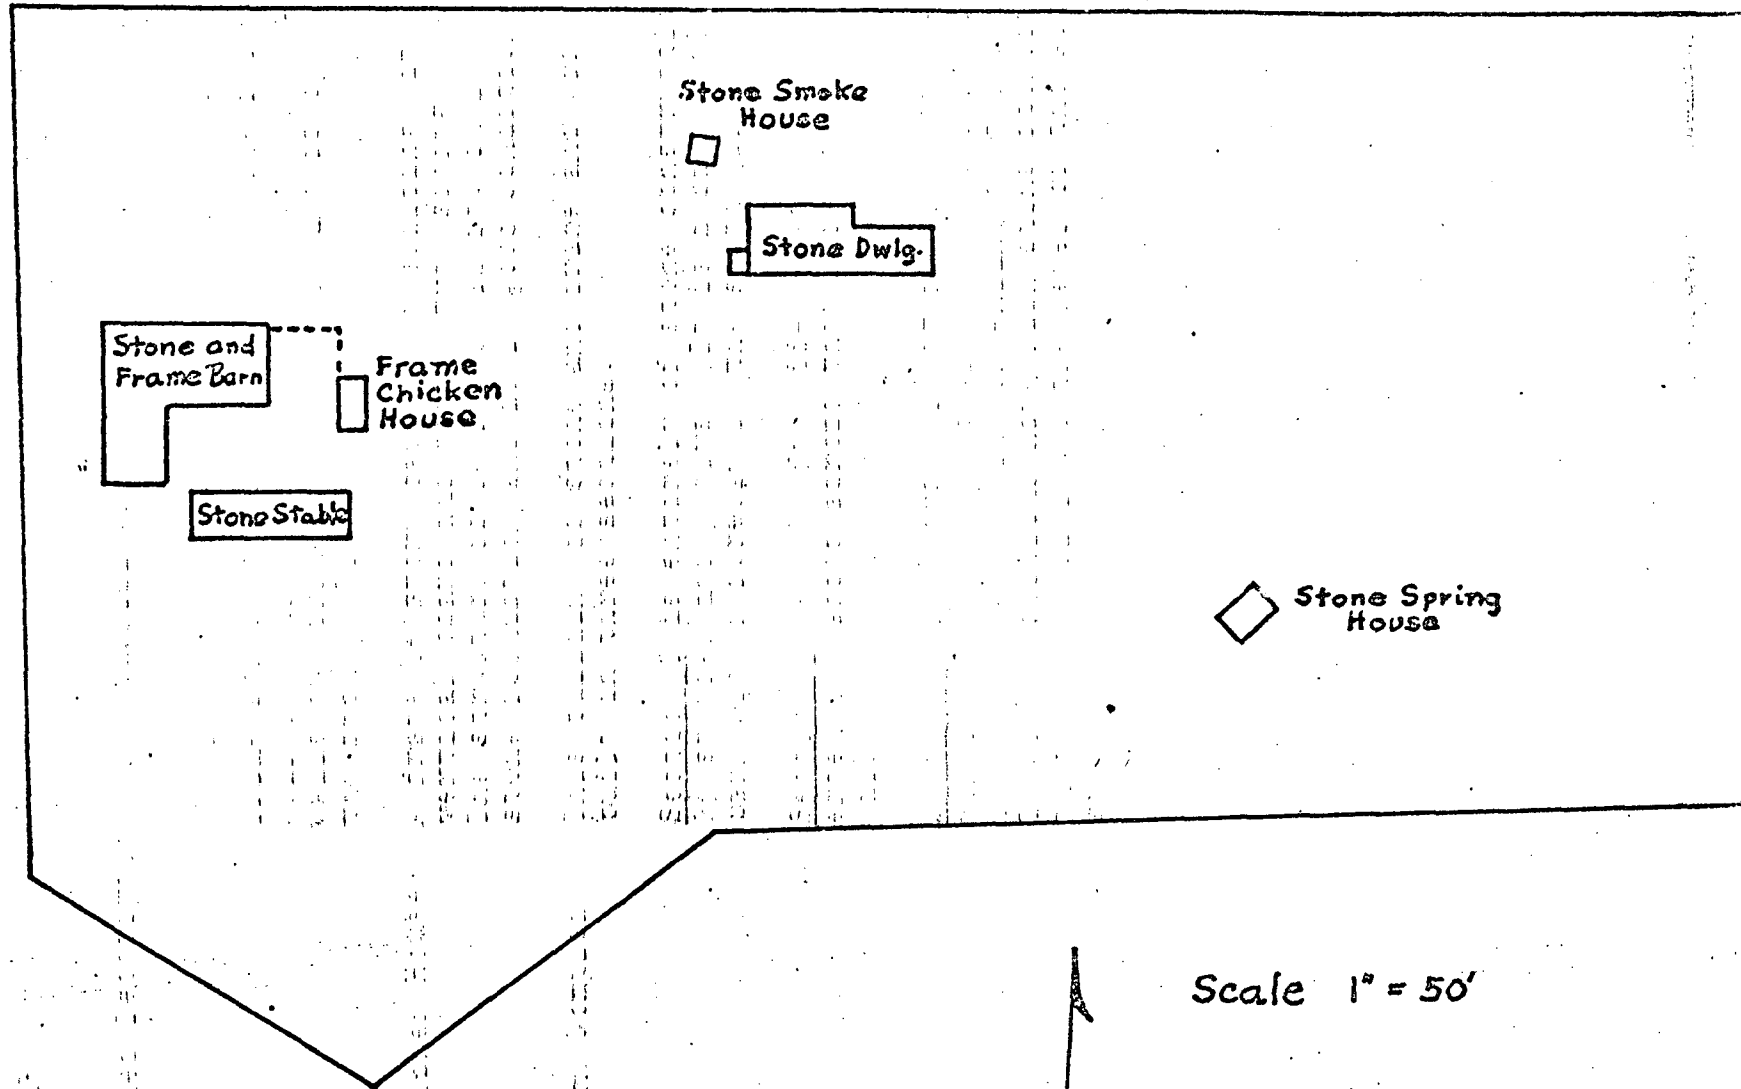 Stone Smoke
House
Stone Dwlg.
Stone and
Frame Barn
Frame
Chicken
House
Stone Stable
Stone Spring
House
Scale 1" = 50'